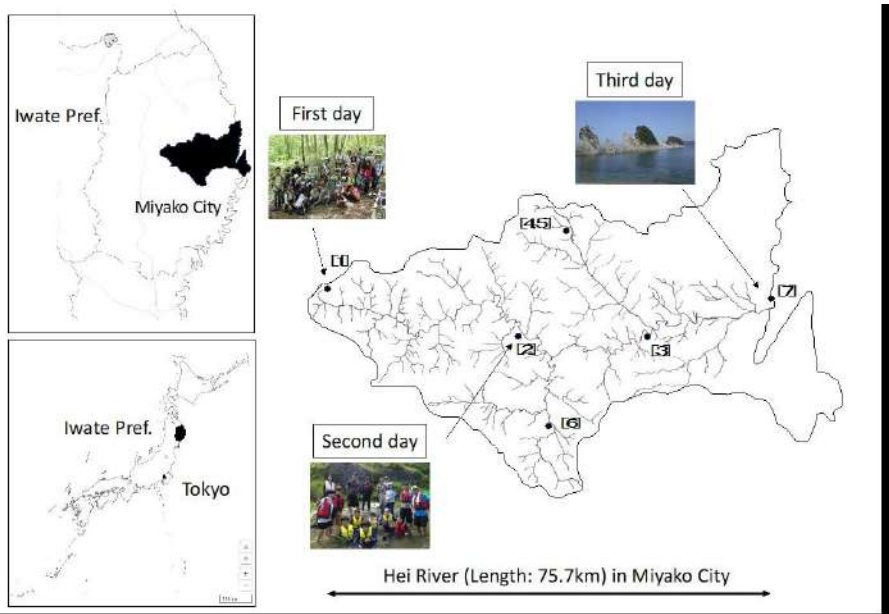 Iwate Pref.
Miyako City
Iwate Pref.
Tokyo
First day
Third day
Second day
[1]
[45]
[2]
[3]
[6]
[7]
Hei River (Length: 75.7km) in Miyako City